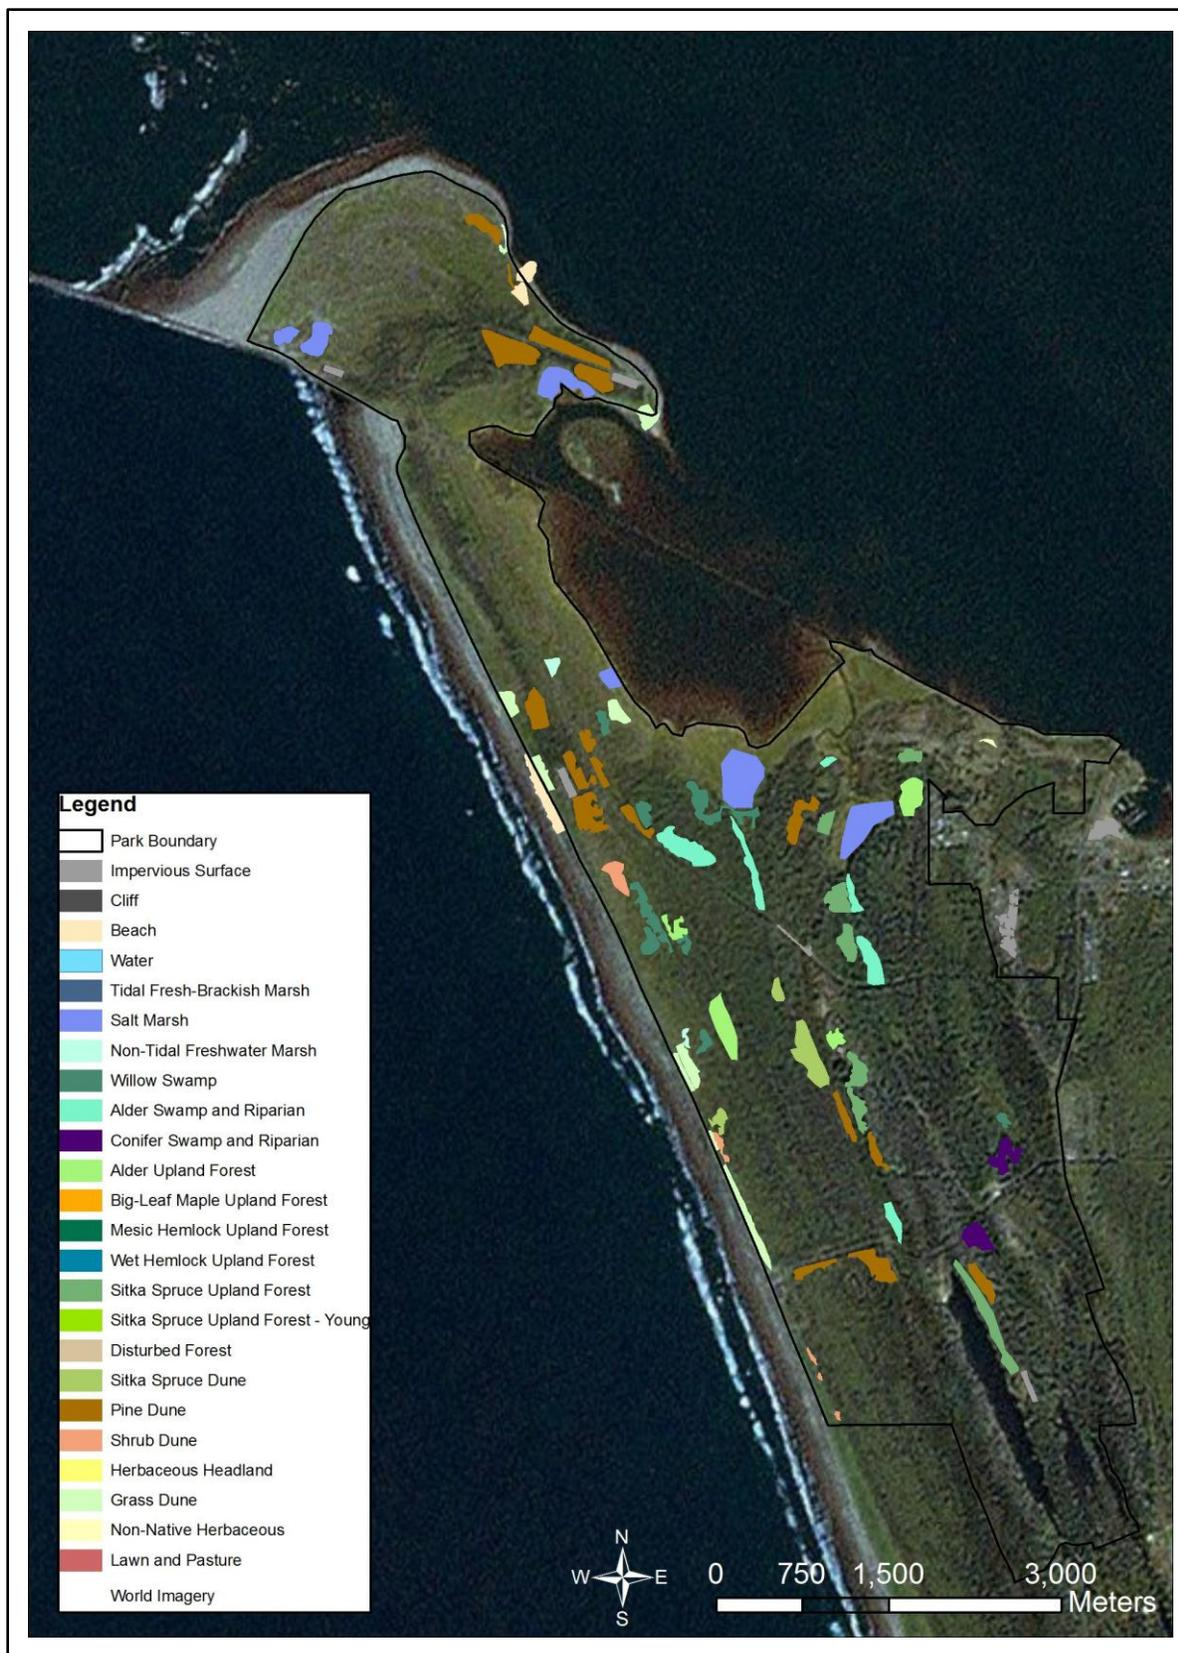 Legend
Park Boundary
Impervious Surface
Cliff
Beach
Water
Tidal Fresh-Brackish Marsh
Salt Marsh
Non-Tidal Freshwater Marsh
Willow Swamp
Alder Swamp and Riparian
Conifer Swamp and Riparian
Alder Upland Forest
Big-Leaf Maple Upland Forest
Mesic Hemlock Upland Forest
Wet Hemlock Upland Forest
Sitka Spruce Upland Forest
Sitka Spruce Upland Forest - Young
Disturbed Forest
Sitka Spruce Dune
Pine Dune
Shrub Dune
Herbaceous Headland
Grass Dune
Non-Native Herbaceous
Lawn and Pasture
World Imagery
N
W E
S
0 750 1,500 3,000
Meters